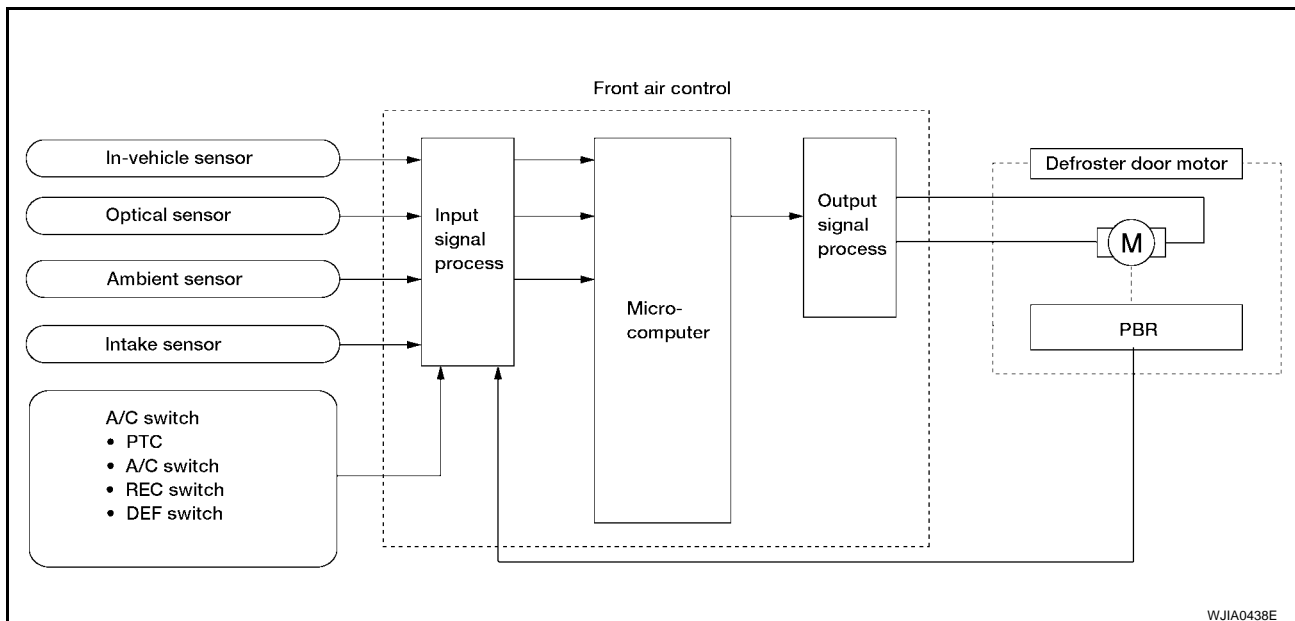 Front air control
In-vehicle sensor
Optical sensor
Ambient sensor
Intake sensor
A/C switch
• PTC
• A/C switch
• REC switch
• DEF switch
Input
signal
process
Micro-
computer
Output
signal
process
Defroster door motor
M
PBR
WJIA0438E